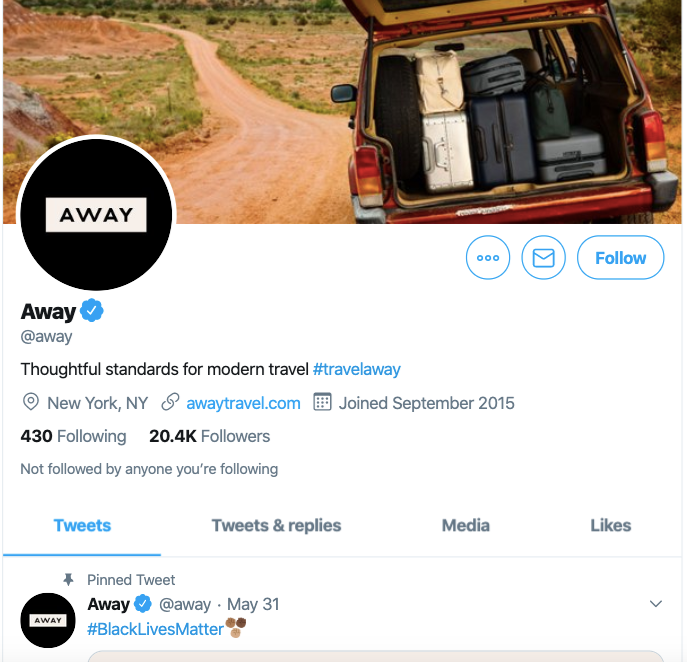 AWAY
Follow
Away
@away
Thoughtful standards for modern travel #travelaway
New York, NY awaytravel.com Joined September 2015
430 Following 20.4K Followers
Not followed by anyone you're following
Tweets Tweets & replies Media Likes
Pinned Tweet
AWAY
Away @away · May 31
#BlackLivesMatter✊🏽✊🏿✊🏼